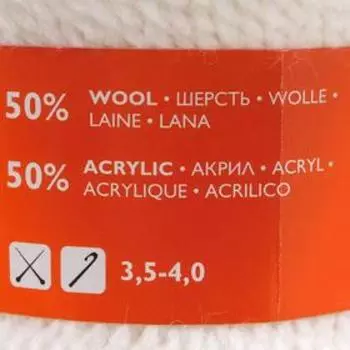 50% WOOL • ШЕРСТЬ • WOLLE •
LAINE • LANA
50% ACRYLIC • АКРИЛ • ACRYL •
ACRYLIQUE • ACRILICO
3,5-4,0